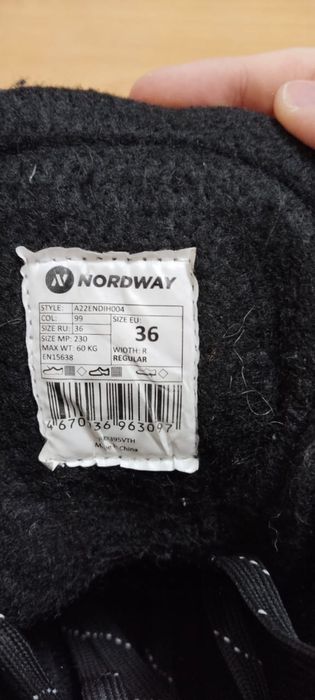 NORDWAY
STYLE: A22ENDIH004
COL: 99
SIZE RU: 36
SIZE MP: 230
MAX WT: 60 KG
EN15638
SIZE EU:
36
WIDTH: R
REGULAR
4 670136 963097
Made in China